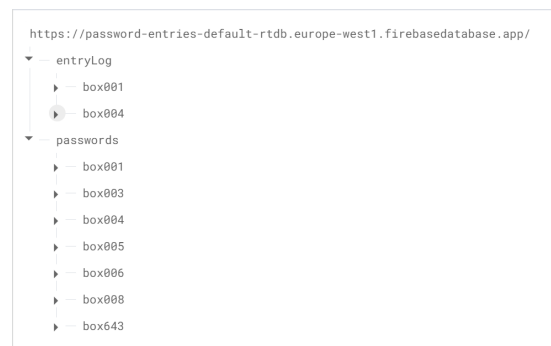 https://password-entries-default-rtdb.europe-west1.firebasedatabase.app/
entryLog
box001
box004
passwords
box001
box003
box004
box005
box006
box008
box643